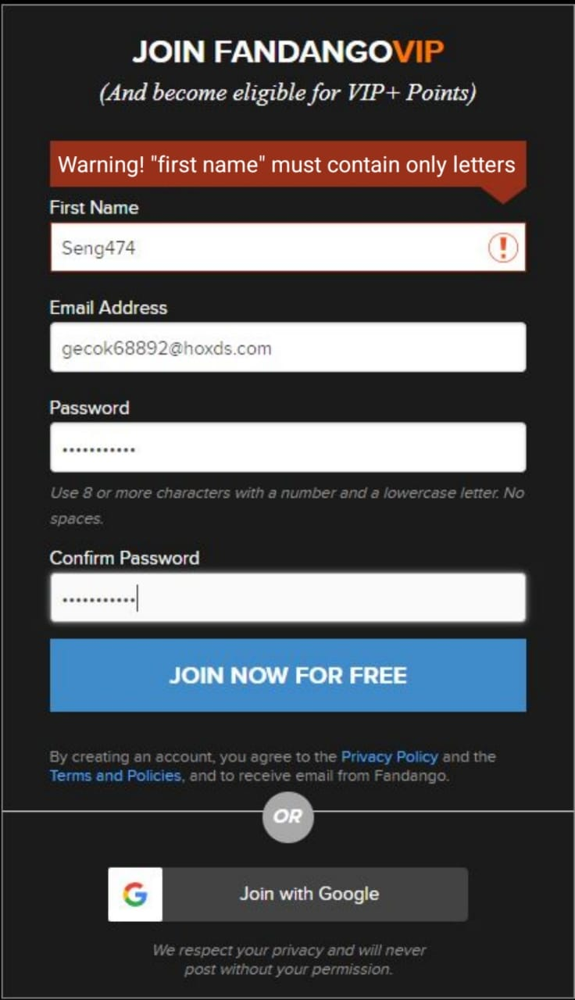 JOIN FANDANGOVIP
(And become eligible for VIP+ Points)
Warning! "first name" must contain only letters
First Name
Seng474
!
Email Address
gecok68892@hoxds.com
Password
•••••••••••
Use 8 or more characters with a number and a lowercase letter. No
spaces.
Confirm Password
•••••••••••
JOIN NOW FOR FREE
By creating an account, you agree to the Privacy Policy and the
Terms and Policies, and to receive email from Fandango.
OR
G Join with Google
We respect your privacy and will never
post without your permission.